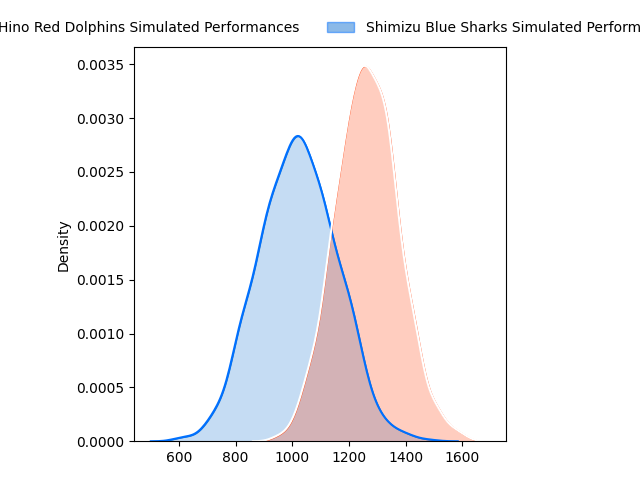 Hino Red Dolphins Simulated Performances
Shimizu Blue Sharks Simulated Perform
Density
0.0035
0.0030
0.0025
0.0020
0.0015
0.0010
0.0005
0.0000
600 800 1000 1200 1400 1600